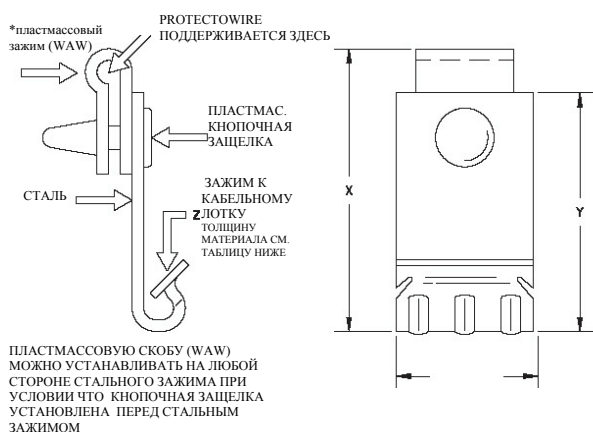 *пластмассовый
зажим (WAW)
PROTECTOWIRE
ПОДДЕРЖИВАЕТСЯ ЗДЕСЬ
ПЛАСТМАС.
КНОПОЧНАЯ
ЗАЩЕЛКА
СТАЛЬ
ЗАЖИМ К
КАБЕЛЬНОМУ
ZЛОТКУ
ТОЛЩИНУ
МАТЕРИАЛА СМ.
ТАБЛИЦУ НИЖЕ
X
Y
ПЛАСТМАССОВУЮ СКОБУ (WAW)
МОЖНО УСТАНАВЛИВАТЬ НА ЛЮБОЙ
СТОРОНЕ СТАЛЬНОГО ЗАЖИМА ПРИ
УСЛОВИИ ЧТО КНОПОЧНАЯ ЗАЩЕЛКА
УСТАНОВЛЕНА ПЕРЕД СТАЛЬНЫМ
ЗАЖИМОМ